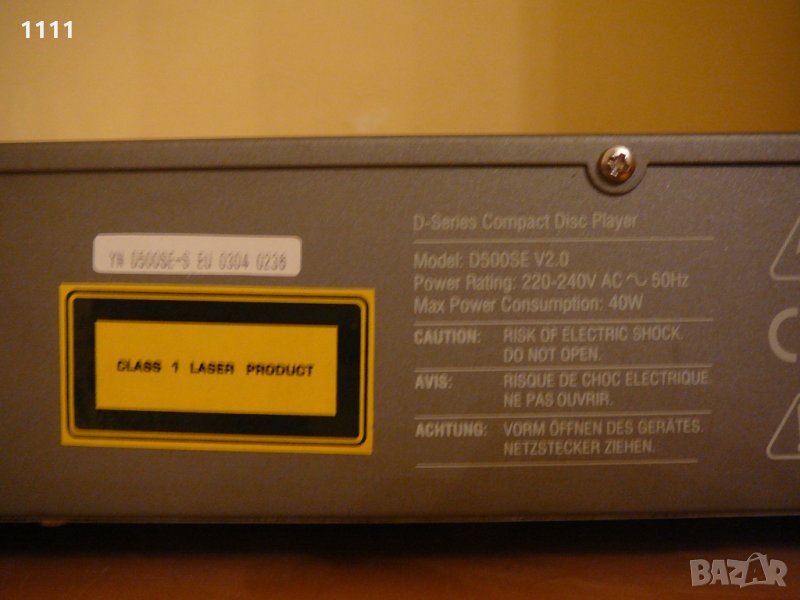 1111
YN D500SE-S EU 0304 0238
CLASS 1 LASER PRODUCT
D-Series Compact Disc Player
Model: D500SE V2.0
Power Rating: 220-240V AC ～ 50Hz
Max Power Consumption: 40W
CAUTION: RISK OF ELECTRIC SHOCK.
DO NOT OPEN.
AVIS: RISQUE DE CHOC ELECTRIQUE.
NE PAS OUVRIR.
ACHTUNG: VORM ÖFFNEN DES GERÄTES
NETZSTECKER ZIEHEN.
BAZAR